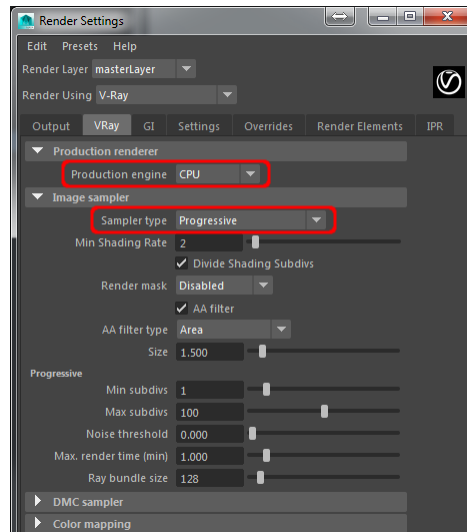 Render Settings
Edit Presets Help
Render Layer masterLayer
Render Using V-Ray
Output VRay GI Settings Overrides Render Elements IPR
Production renderer
Production engine CPU
Image sampler
Sampler type Progressive
Min Shading Rate 2
Divide Shading Subdivs
Render mask Disabled
AA filter
AA filter type Area
Size 1.500
Progressive
Min subdivs 1
Max subdivs 100
Noise threshold 0.000
Max. render time (min) 1.000
Ray bundle size 128
DMC sampler
Color mapping